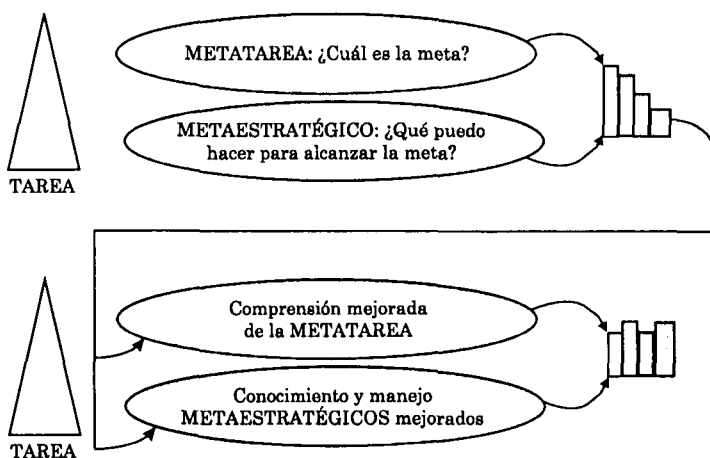 METATAREA: ¿Cuál es la meta?
METAESTRATÉGICO: ¿Qué puedo
hacer para alcanzar la meta?
TAREA
Comprensión mejorada
de la METATAREA
Conocimiento y manejo
METAESTRATÉGICOS mejorados
TAREA